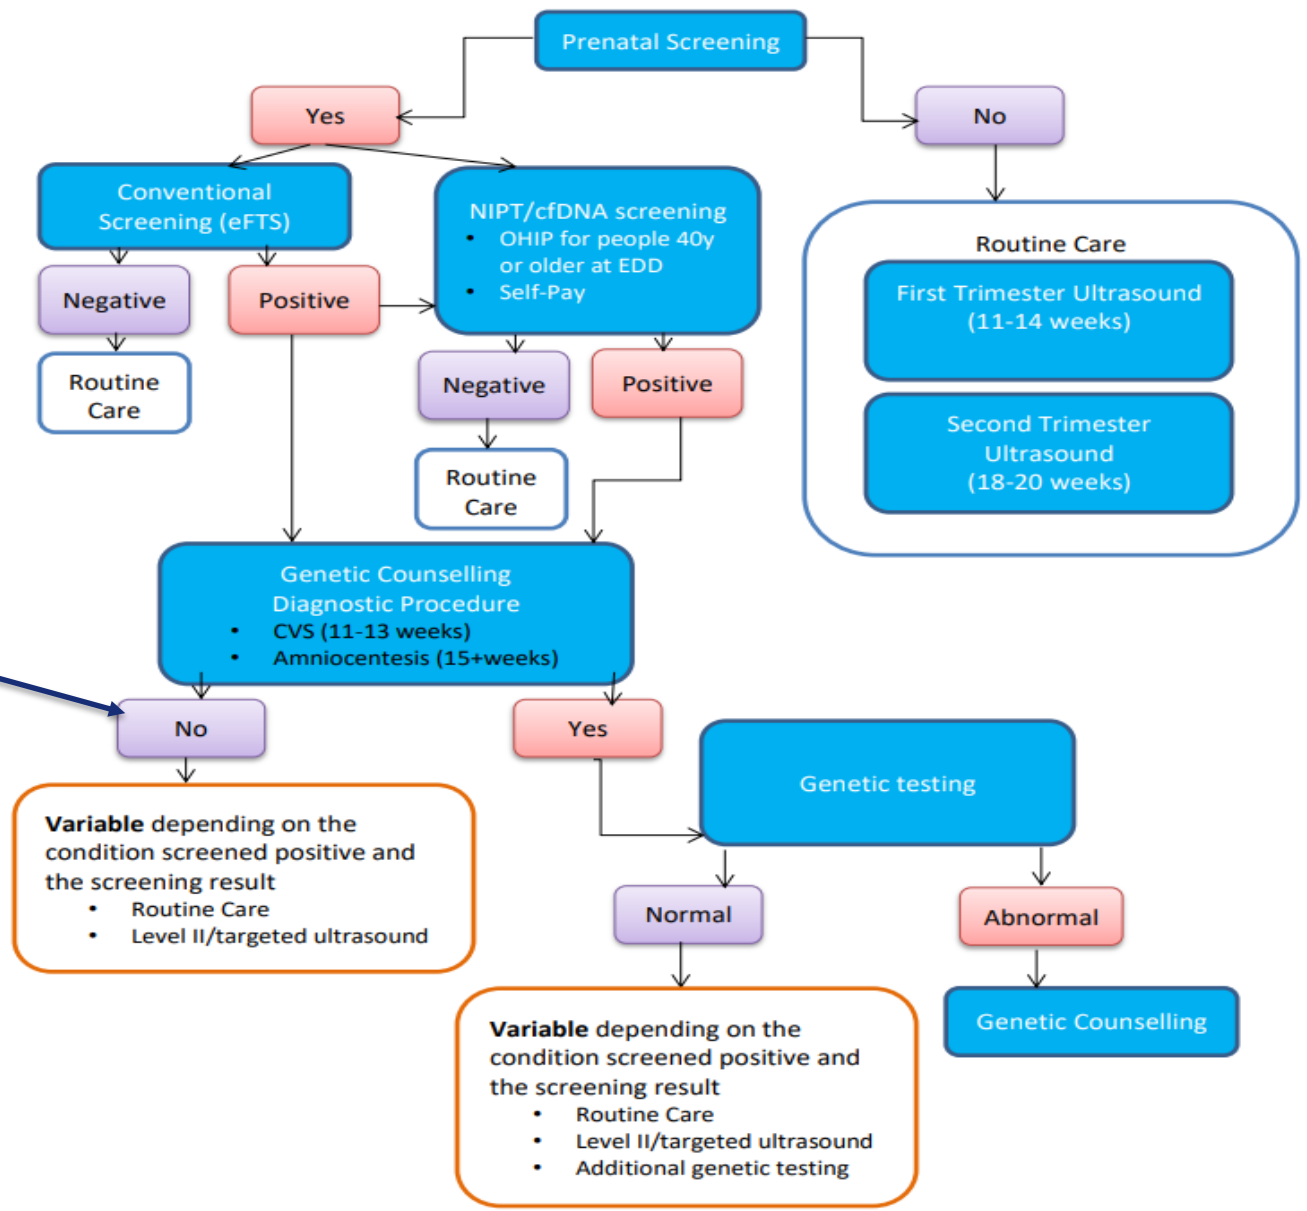 Prenatal Screening
Yes
No
Conventional
Screening (eFTS)
NIPT/cfDNA screening
• OHIP for people 40y
or older at EDD
• Self-Pay
Negative
Positive
Routine
Care
Negative
Positive
Routine
Care
Routine Care
First Trimester Ultrasound
(11-14 weeks)
Second Trimester
Ultrasound
(18-20 weeks)
Genetic Counselling
Diagnostic Procedure
• CVS (11-13 weeks)
• Amniocentesis (15+weeks)
No
Yes
Variable depending on the
condition screened positive and
the screening result
• Routine Care
• Level II/targeted ultrasound
Genetic testing
Normal
Abnormal
Variable depending on the
condition screened positive and
the screening result
• Routine Care
• Level II/targeted ultrasound
• Additional genetic testing
Genetic Counselling